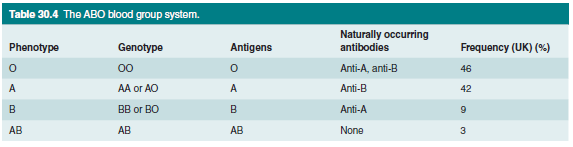 Table 30.4 The ABO blood group system.
Naturally occurring
Phenotype Genotype Antigens antibodies Frequency (UK) (%)
O OO O Anti-A, anti-B 46
A AA or AO A Anti-B 42
B BB or BO B Anti-A 9
AB AB AB None 3